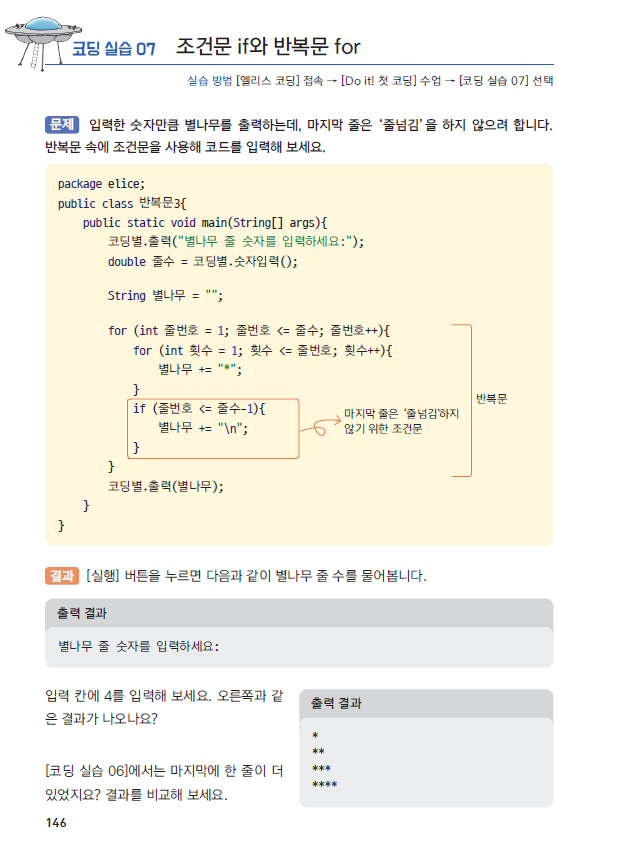 코딩 실습 07 조건문 if와 반복문 for
실습 방법 [엘리스 코딩] 접속 → [Do it! 첫 코딩] 수업 → [코딩 실습 07] 선택
문제 입력한 숫자만큼 별나무를 출력하는데, 마지막 줄은 ‘줄넘김’을 하지 않으려 합니다.
반복문 속에 조건문을 사용해 코드를 입력해 보세요.
package elice;
public class 반복문3{
    public static void main(String[] args){
        코딩별.출력("별나무 줄 숫자를 입력하세요:");
        double 줄수 = 코딩별.숫자입력();
        String 별나무 = "";
        for (int 줄번호 = 1; 줄번호 <= 줄수; 줄번호++){
            for (int 횟수 = 1; 횟수 <= 줄번호; 횟수++){
                별나무 += "*";
            }
            if (줄번호 <= 줄수-1){
                별나무 += "\n";
            }
        }
        코딩별.출력(별나무);
    }
}
마지막 줄은 ‘줄넘김’하지
않기 위한 조건문
반복문
결과 [실행] 버튼을 누르면 다음과 같이 별나무 줄 수를 물어봅니다.
출력 결과
별나무 줄 숫자를 입력하세요:
입력 칸에 4를 입력해 보세요. 오른쪽과 같
은 결과가 나오나요?
[코딩 실습 06]에서는 마지막에 한 줄이 더
있었지요? 결과를 비교해 보세요.
출력 결과
*
**
***
****
146